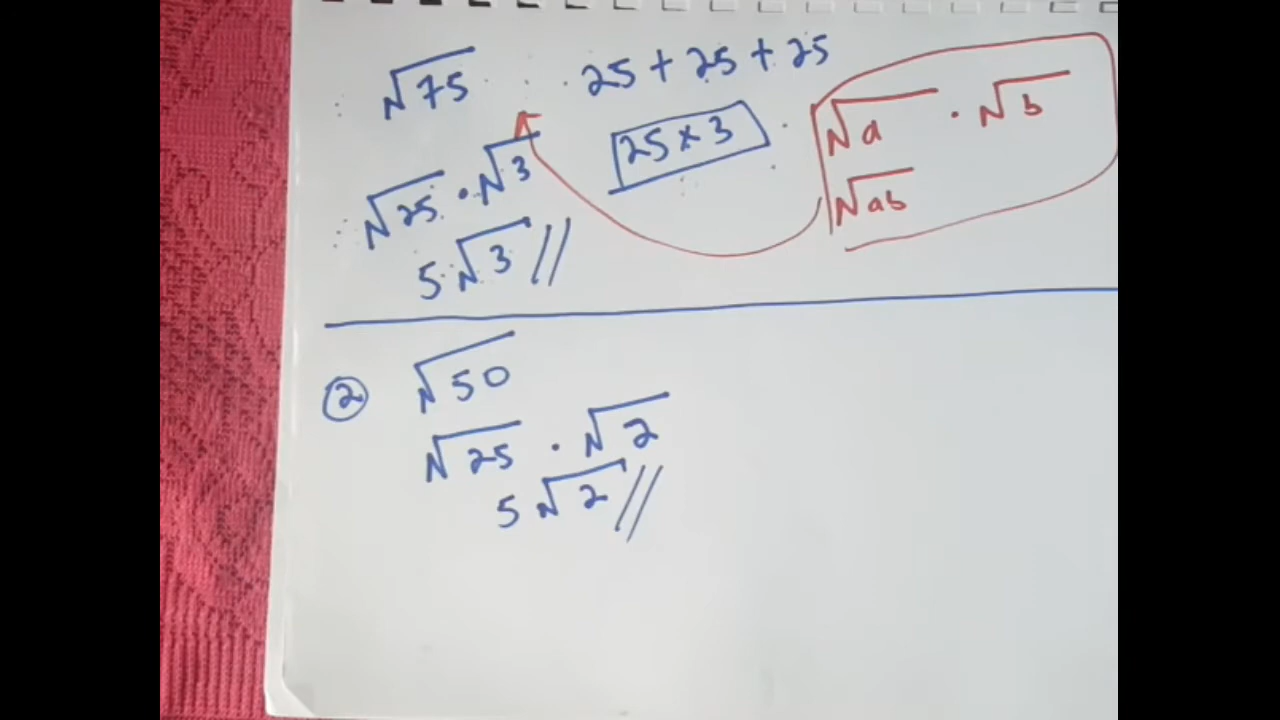 √75
25 + 25 + 25
25 × 3
√25 · √3
5√3 //
√a · √b
√ab
② √50
√25 · √2
5√2 //